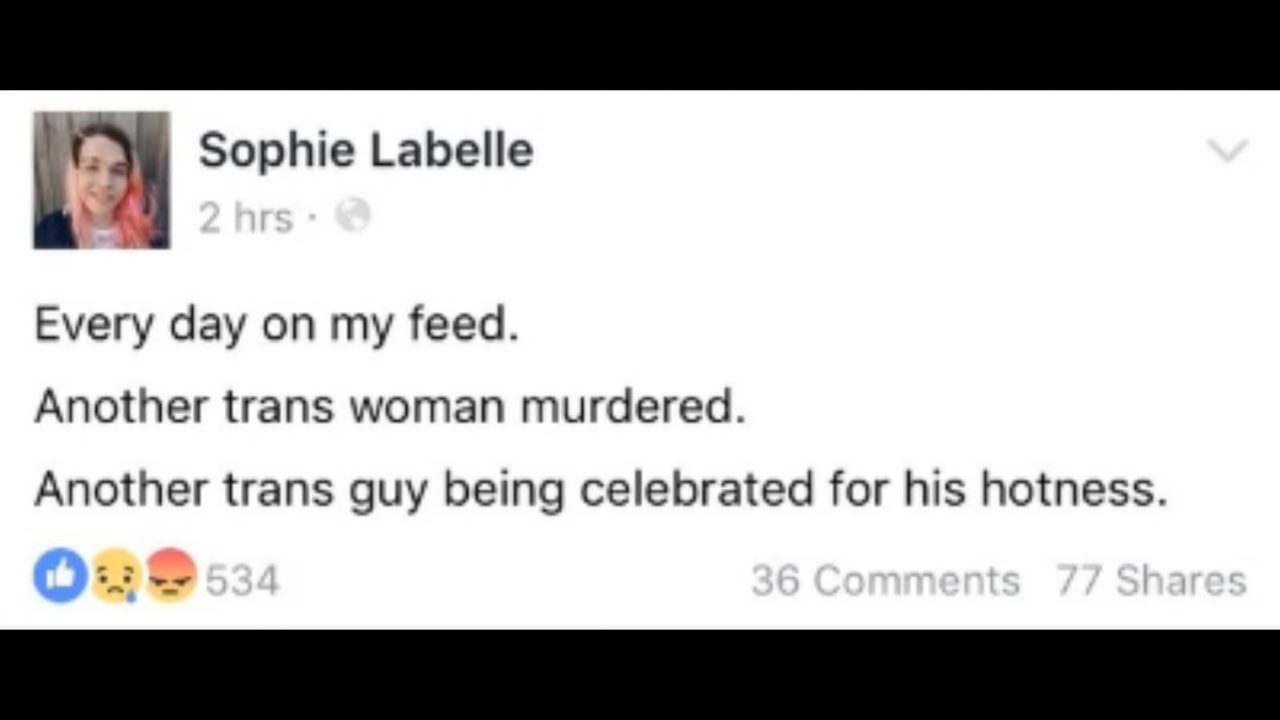 Sophie Labelle
2 hrs ·
Every day on my feed.
Another trans woman murdered.
Another trans guy being celebrated for his hotness.
534 36 Comments 77 Shares